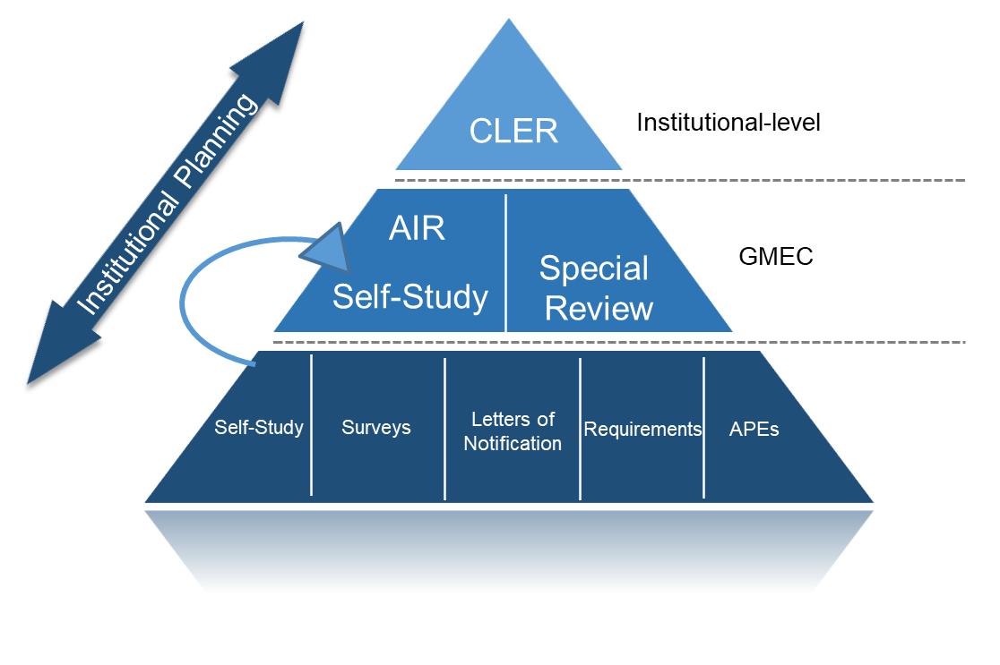 Institutional Planning
CLER
Institutional-level
AIR
Self-Study
Special
Review
GMEC
Self-Study
Surveys
Letters of
Notification
Requirements
APEs